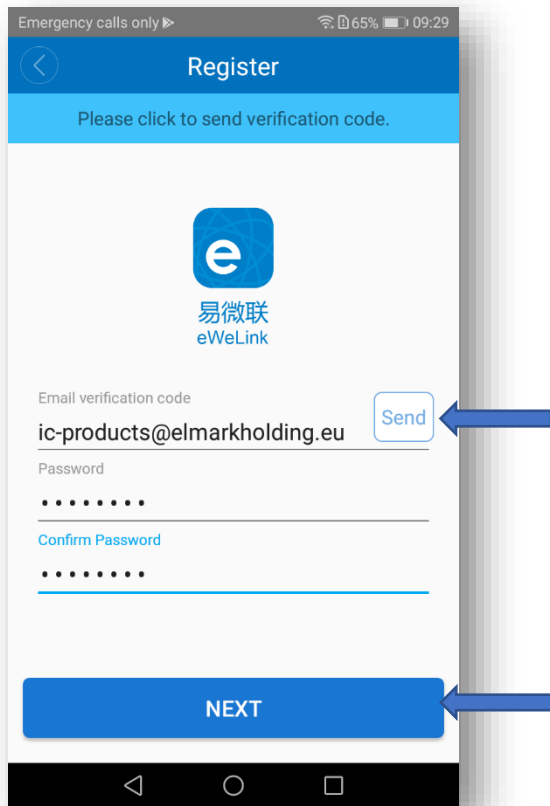 Emergency calls only 65% 09:29
Register
Please click to send verification code.
e
易微联
eWeLink
Email verification code
ic-products@elmarkholding.eu Send
Password
Confirm Password
NEXT